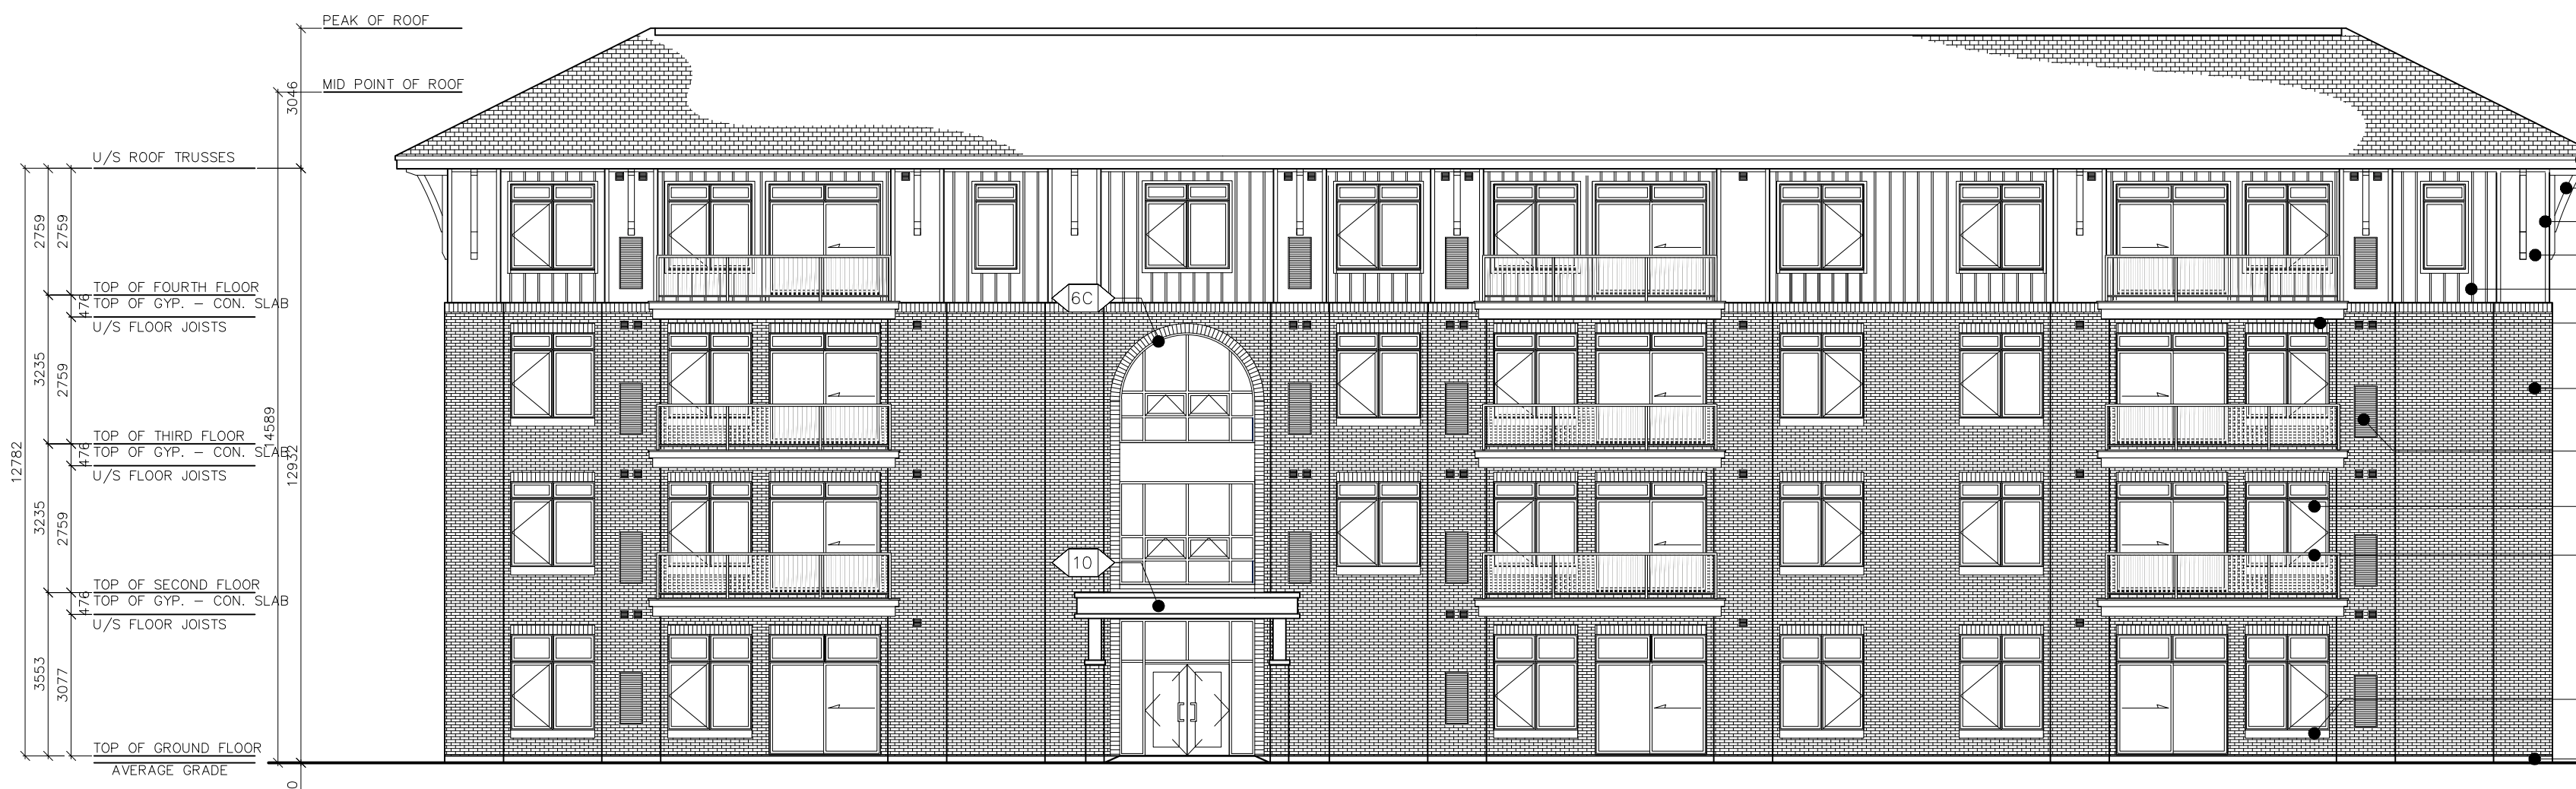 PEAK OF ROOF
3046
MID POINT OF ROOF
U/S ROOF TRUSSES
2759
2759
TOP OF FOURTH FLOOR
476
TOP OF GYP. – CON. SLAB
6C
U/S FLOOR JOISTS
3235
2759
14589
12782
TOP OF THIRD FLOOR
476
TOP OF GYP. – CON. SLAB
12932
U/S FLOOR JOISTS
3235
2759
10
TOP OF SECOND FLOOR
476
TOP OF GYP. – CON. SLAB
U/S FLOOR JOISTS
3553
3077
TOP OF GROUND FLOOR
AVERAGE GRADE
0